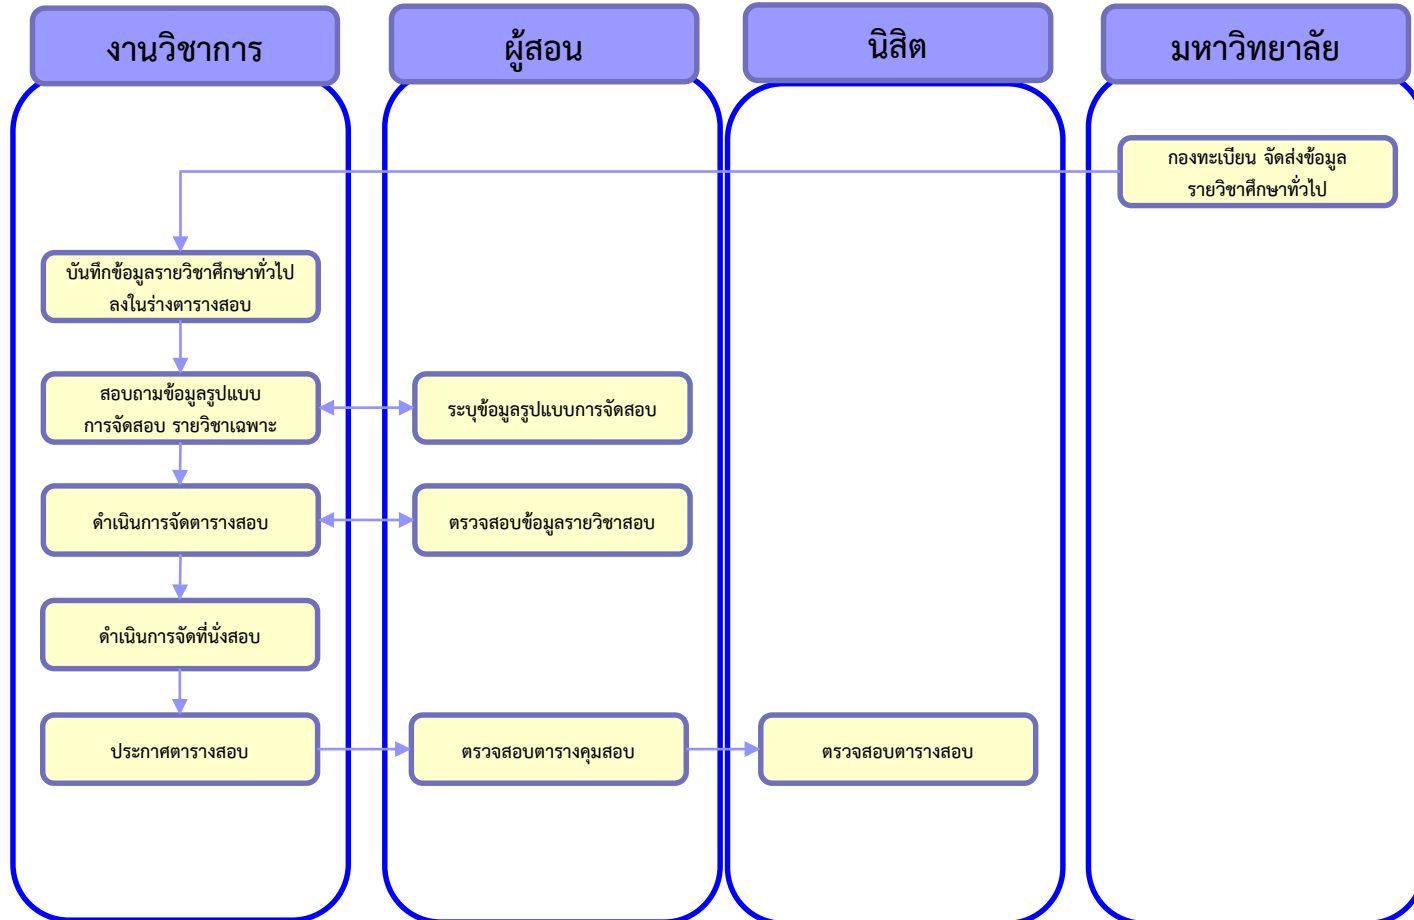 งานวิชาการ
ผู้สอน
นิสิต
มหาวิทยาลัย
กองทะเบียน จัดส่งข้อมูล
รายวิชาศึกษาทั่วไป
บันทึกข้อมูลรายวิชาศึกษาทั่วไป
ลงในร่างตารางสอบ
สอบถามข้อมูลรูปแบบ
การจัดสอบ รายวิชาเฉพาะ
ระบุข้อมูลรูปแบบการจัดสอบ
ดำเนินการจัดตารางสอบ
ตรวจสอบข้อมูลรายวิชาสอบ
ดำเนินการจัดที่นั่งสอบ
ประกาศตารางสอบ
ตรวจสอบตารางคุมสอบ
ตรวจสอบตารางสอบ